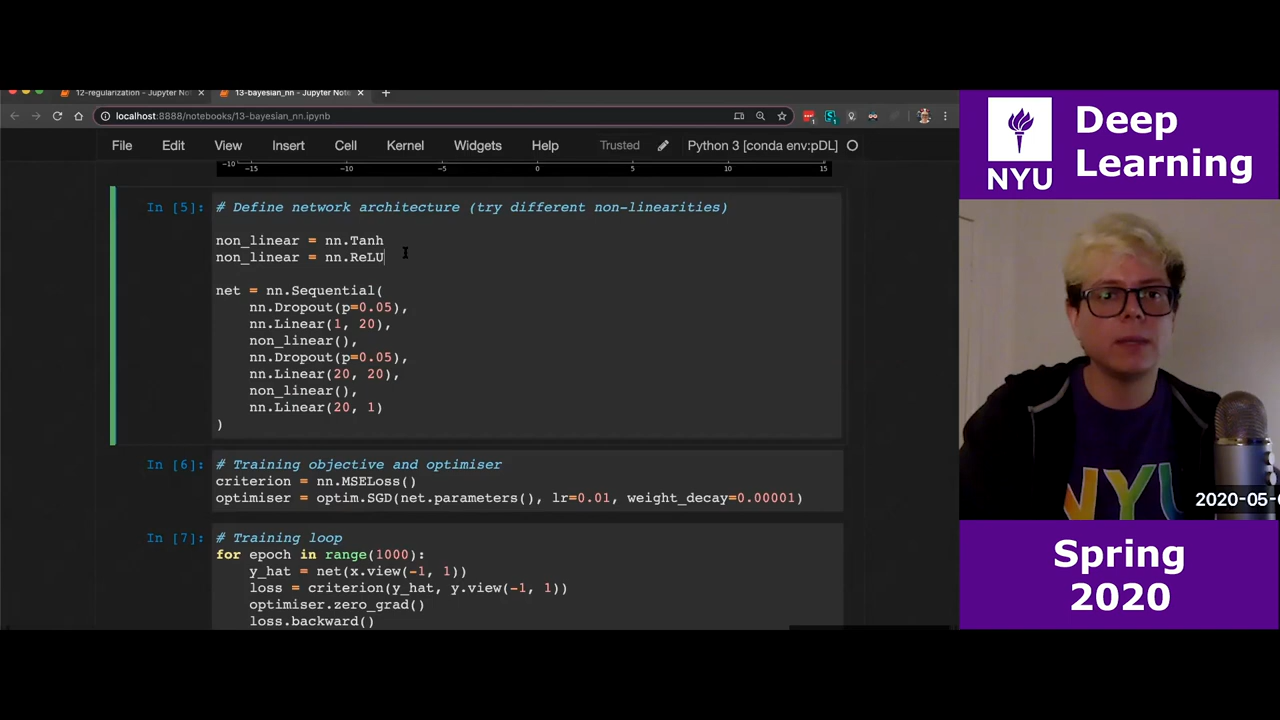 12-regularization - Jupyter Not
13-bayesian_nn - Jupyter Note
localhost:8888/notebooks/13-bayesian_nn.ipynb
File Edit View Insert Cell Kernel Widgets Help Trusted Python 3 [conda env:pDL]
-10
-15 -10 -5 0 5 10 15
In [5]: # Define network architecture (try different non-linearities)
non_linear = nn.Tanh
non_linear = nn.ReLU
net = nn.Sequential(
nn.Dropout(p=0.05),
nn.Linear(1, 20),
non_linear(),
nn.Dropout(p=0.05),
nn.Linear(20, 20),
non_linear(),
nn.Linear(20, 1)
)
In [6]: # Training objective and optimiser
criterion = nn.MSELoss()
optimiser = optim.SGD(net.parameters(), lr=0.01, weight_decay=0.00001)
In [7]: # Training loop
for epoch in range(1000):
y_hat = net(x.view(-1, 1))
loss = criterion(y_hat, y.view(-1, 1))
optimiser.zero_grad()
loss.backward()
NYU
Deep
Learning
NYU
2020-05-
Spring
2020